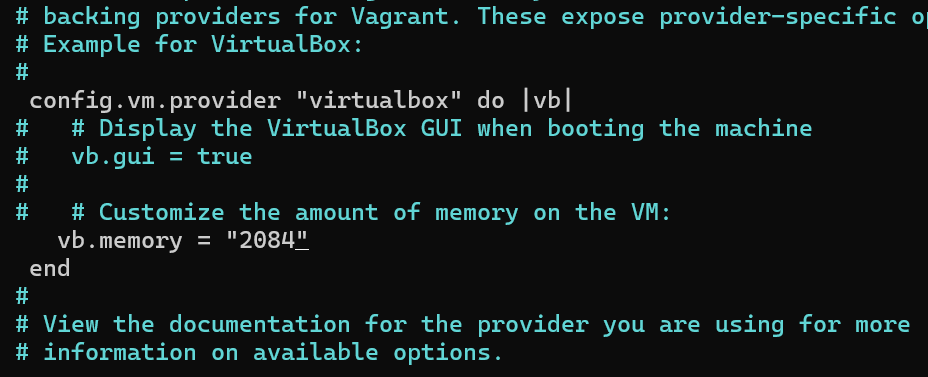 # backing providers for Vagrant. These expose provider-specific
# Example for VirtualBox:
#
config.vm.provider "virtualbox" do |vb|
#   # Display the VirtualBox GUI when booting the machine
#   vb.gui = true
#
#   # Customize the amount of memory on the VM:
vb.memory = "2084"
end
#
# View the documentation for the provider you are using for more
# information on available options.